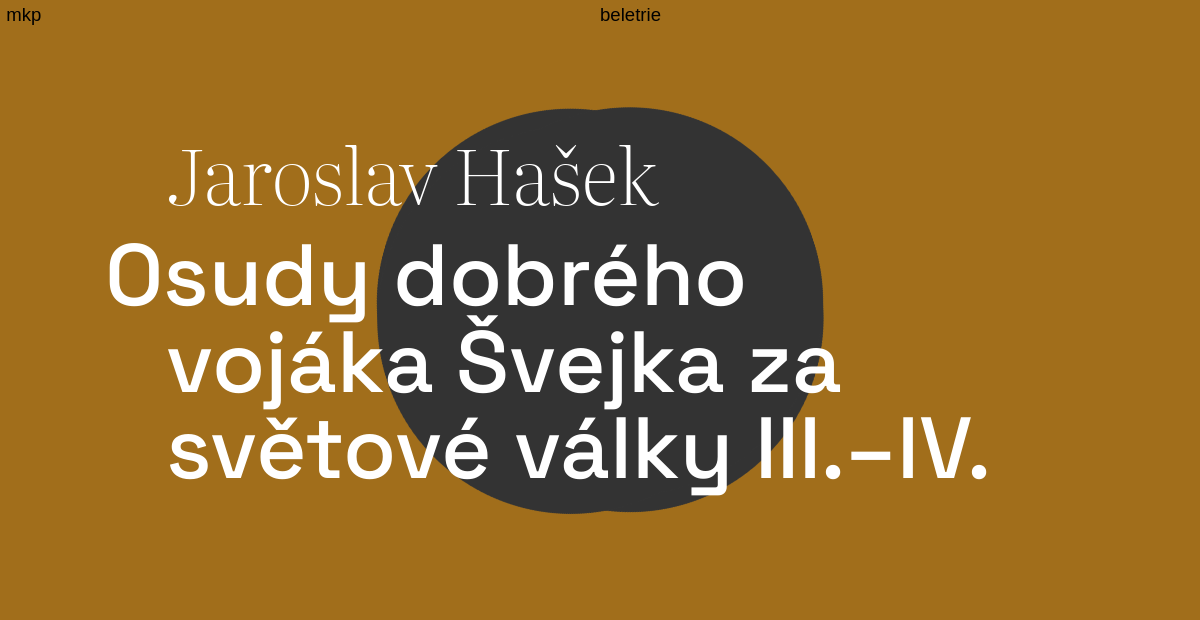 mkp
beletrie
Jaroslav Hašek
Osudy dobrého
vojáka Švejka za
světové války III.–IV.